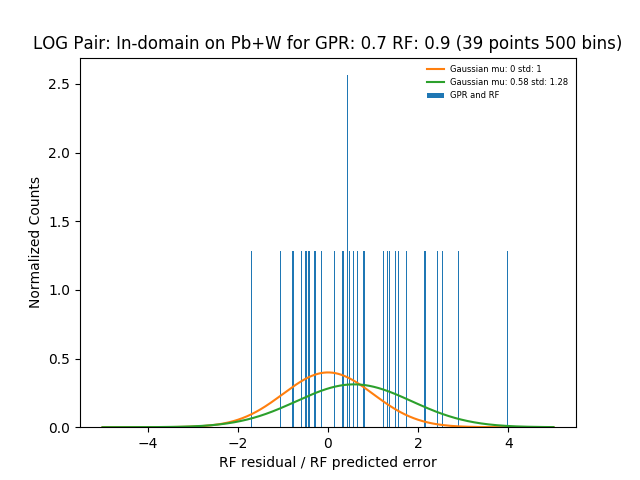 LOG Pair: In-domain on Pb+W for GPR: 0.7 RF: 0.9 (39 points 500 bins)
Gaussian mu: 0 std: 1
Gaussian mu: 0.58 std: 1.28
GPR and RF
2.5
2.0
1.5
1.0
0.5
0.0
Normalized Counts
−4 −2 0 2 4
RF residual / RF predicted error